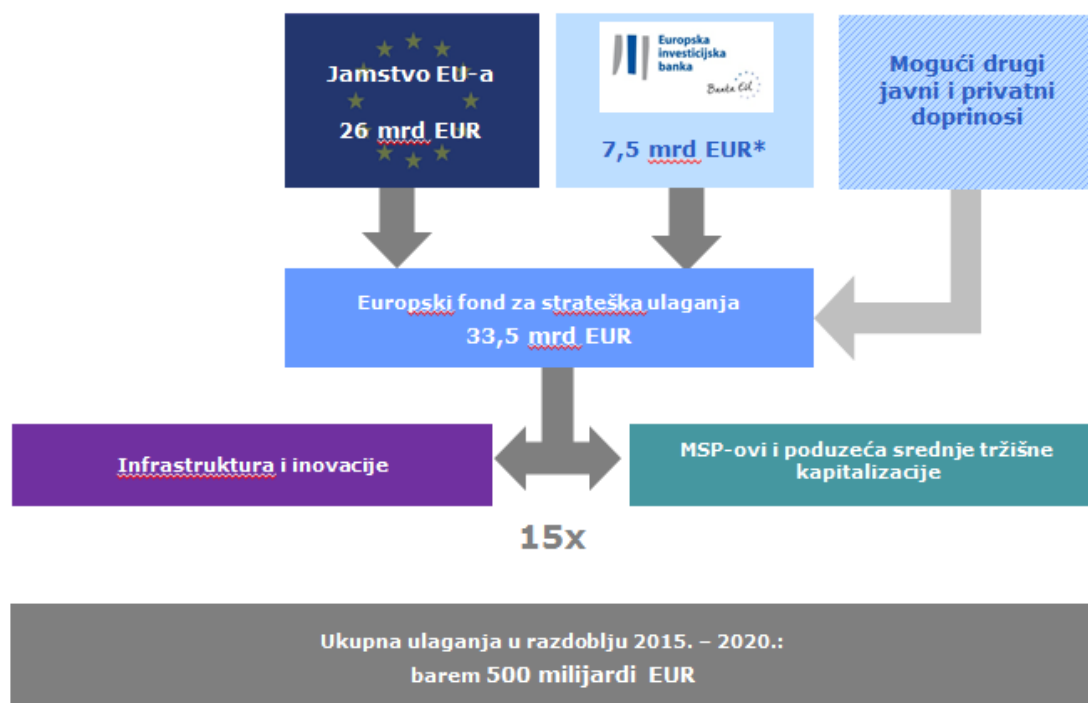 Jamstvo EU-a
26 mrd EUR
Europska
investicijska
banka
7,5 mrd EUR*
Mogući drugi
javni i privatni
doprinosi
Europski fond za strateška ulaganja
33,5 mrd EUR
Infrastruktura i inovacije
MSP-ovi i poduzeća srednje tržišne
kapitalizacije
15x
Ukupna ulaganja u razdoblju 2015. – 2020.:
barem 500 milijardi EUR